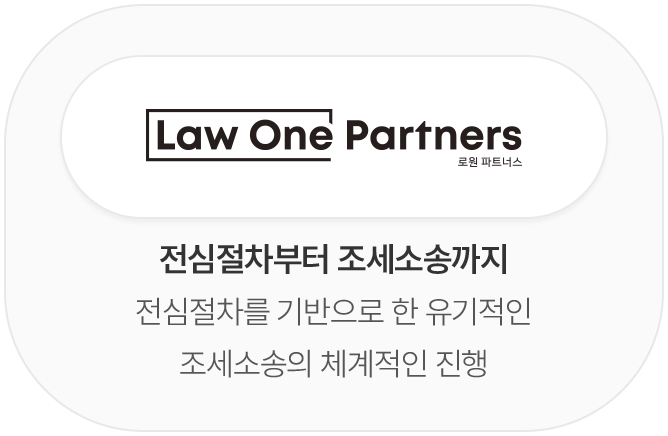 Law One Partners
로원 파트너스
전심절차부터 조세소송까지
전심절차를 기반으로 한 유기적인
조세소송의 체계적인 진행